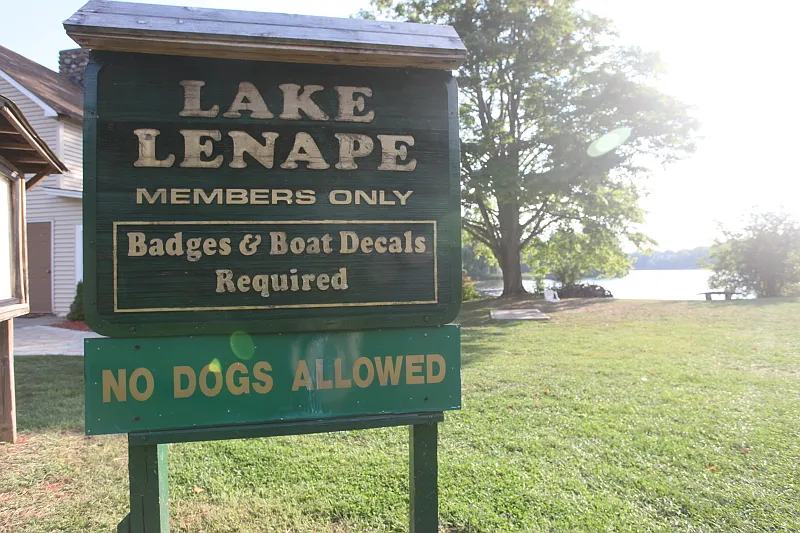 LAKE
LENAPE
MEMBERS ONLY
Badges & Boat Decals
Required
NO DOGS ALLOWED